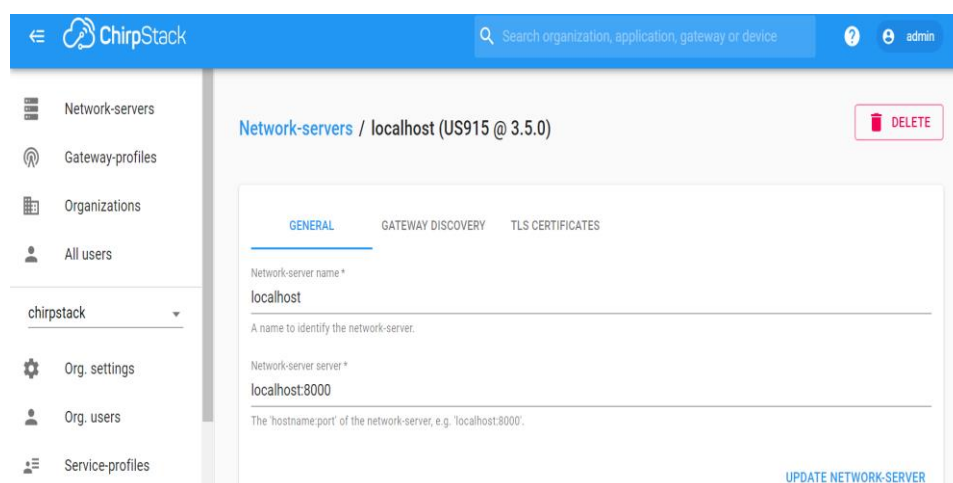 ChirpStack
Search organization, application, gateway or device
? admin
Network-servers
Gateway-profiles
Organizations
All users
chirpstack
Org. settings
Org. users
Service-profiles
Network-servers / localhost (US915 @ 3.5.0)
DELETE
GENERAL GATEWAY DISCOVERY TLS CERTIFICATES
Network-server name *
localhost
A name to identify the network-server.
Network-server server *
localhost:8000
The 'hostname:port' of the network-server, e.g. 'localhost:8000'.
UPDATE NETWORK-SERVER